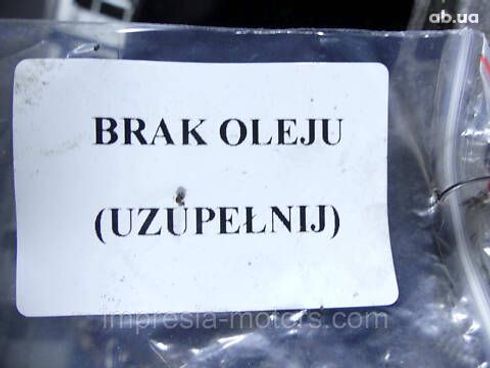 ab.ua
BRAK OLEJU
(UZUPEŁNIJ)
impresia-motors.com